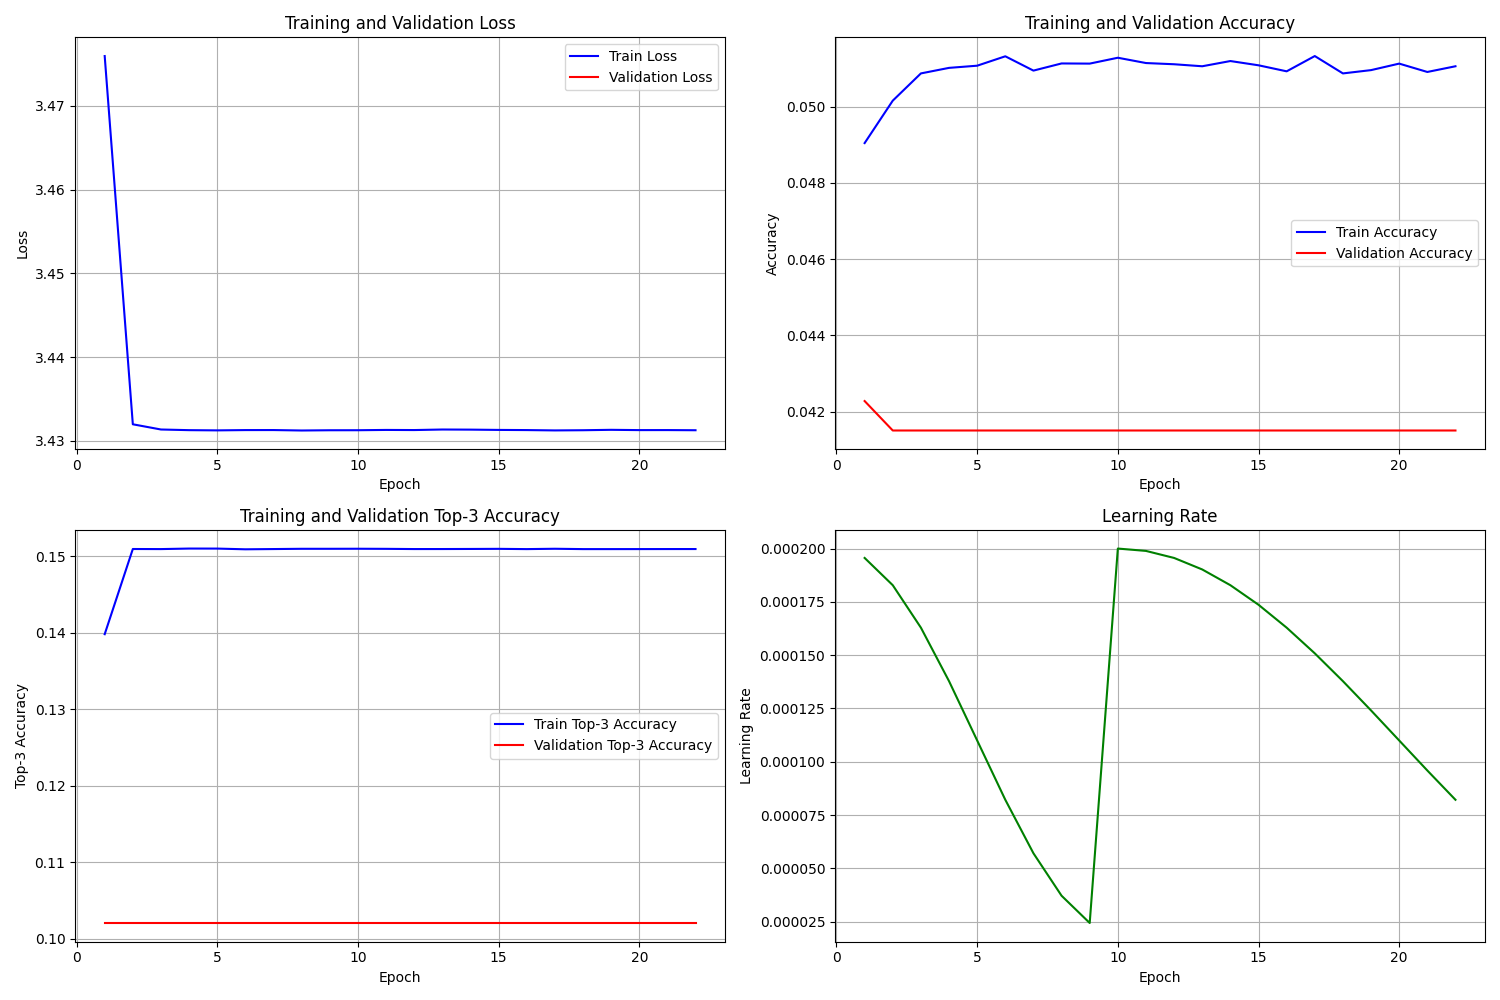 Training and Validation Loss
Train Loss
Validation Loss
3.47
3.46
3.45
3.44
3.43
Loss
0
5
10
15
20
Epoch
Training and Validation Accuracy
0.050
0.048
0.046
0.044
0.042
Accuracy
Train Accuracy
Validation Accuracy
0
5
10
15
20
Epoch
Training and Validation Top-3 Accuracy
0.15
0.14
0.13
0.12
0.11
0.10
Top-3 Accuracy
Train Top-3 Accuracy
Validation Top-3 Accuracy
0
5
10
15
20
Epoch
Learning Rate
0.000200
0.000175
0.000150
0.000125
0.000100
0.000075
0.000050
0.000025
Learning Rate
0
5
10
15
20
Epoch